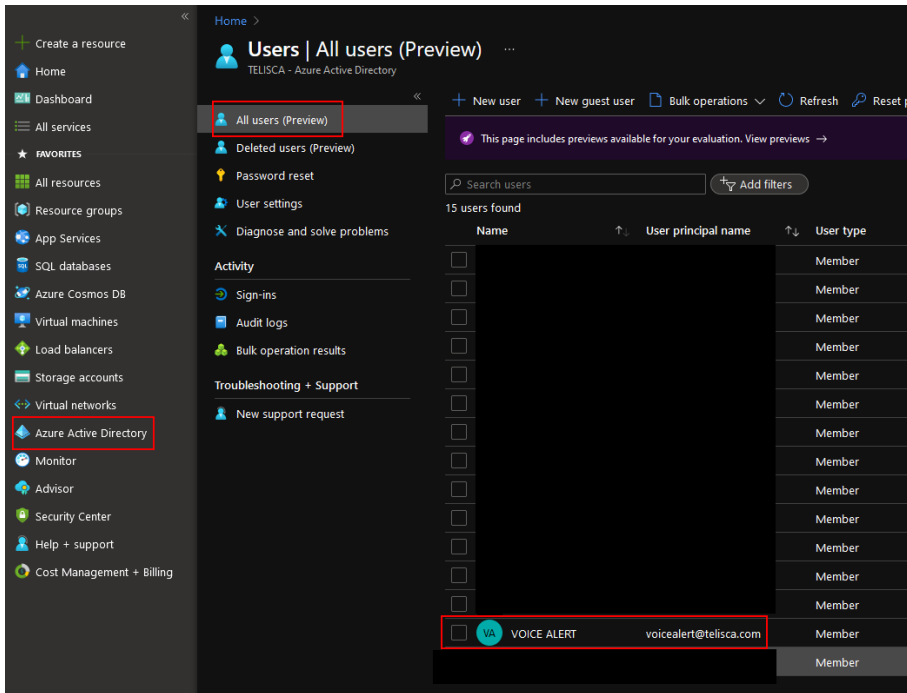 Home >
Create a resource
Home
Dashboard
All services
FAVORITES
All resources
Resource groups
App Services
SQL databases
Azure Cosmos DB
Virtual machines
Load balancers
Storage accounts
Virtual networks
Azure Active Directory
Monitor
Advisor
Security Center
Help + support
Cost Management + Billing
Users | All users (Preview) ...
TELISCA - Azure Active Directory
All users (Preview)
Deleted users (Preview)
Password reset
User settings
Diagnose and solve problems
Activity
Sign-ins
Audit logs
Bulk operation results
Troubleshooting + Support
New support request
New user New guest user Bulk operations Refresh Reset p
This page includes previews available for your evaluation. View previews →
Search users Add filters
15 users found
Name ↑↓ User principal name ↑↓ User type
Member
Member
Member
Member
Member
Member
Member
Member
Member
Member
Member
Member
Member
VA VOICE ALERT voicealert@telisca.com Member
Member